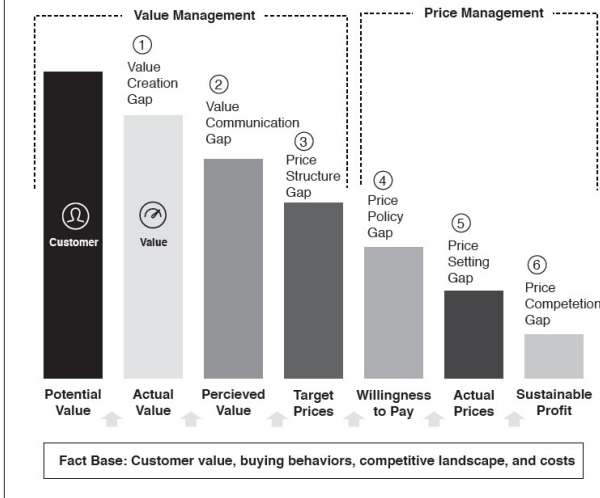 Value Management
Price Management
1
Value
Creation
Gap
2
Value
Communication
Gap
3
Price
Structure
Gap
4
Price
Policy
Gap
5
Price
Setting
Gap
6
Price
Competetion
Gap
Customer
Value
Potential
Value
Actual
Value
Percieved
Value
Target
Prices
Willingness
to Pay
Actual
Prices
Sustainable
Profit
Fact Base: Customer value, buying behaviors, competitive landscape, and costs